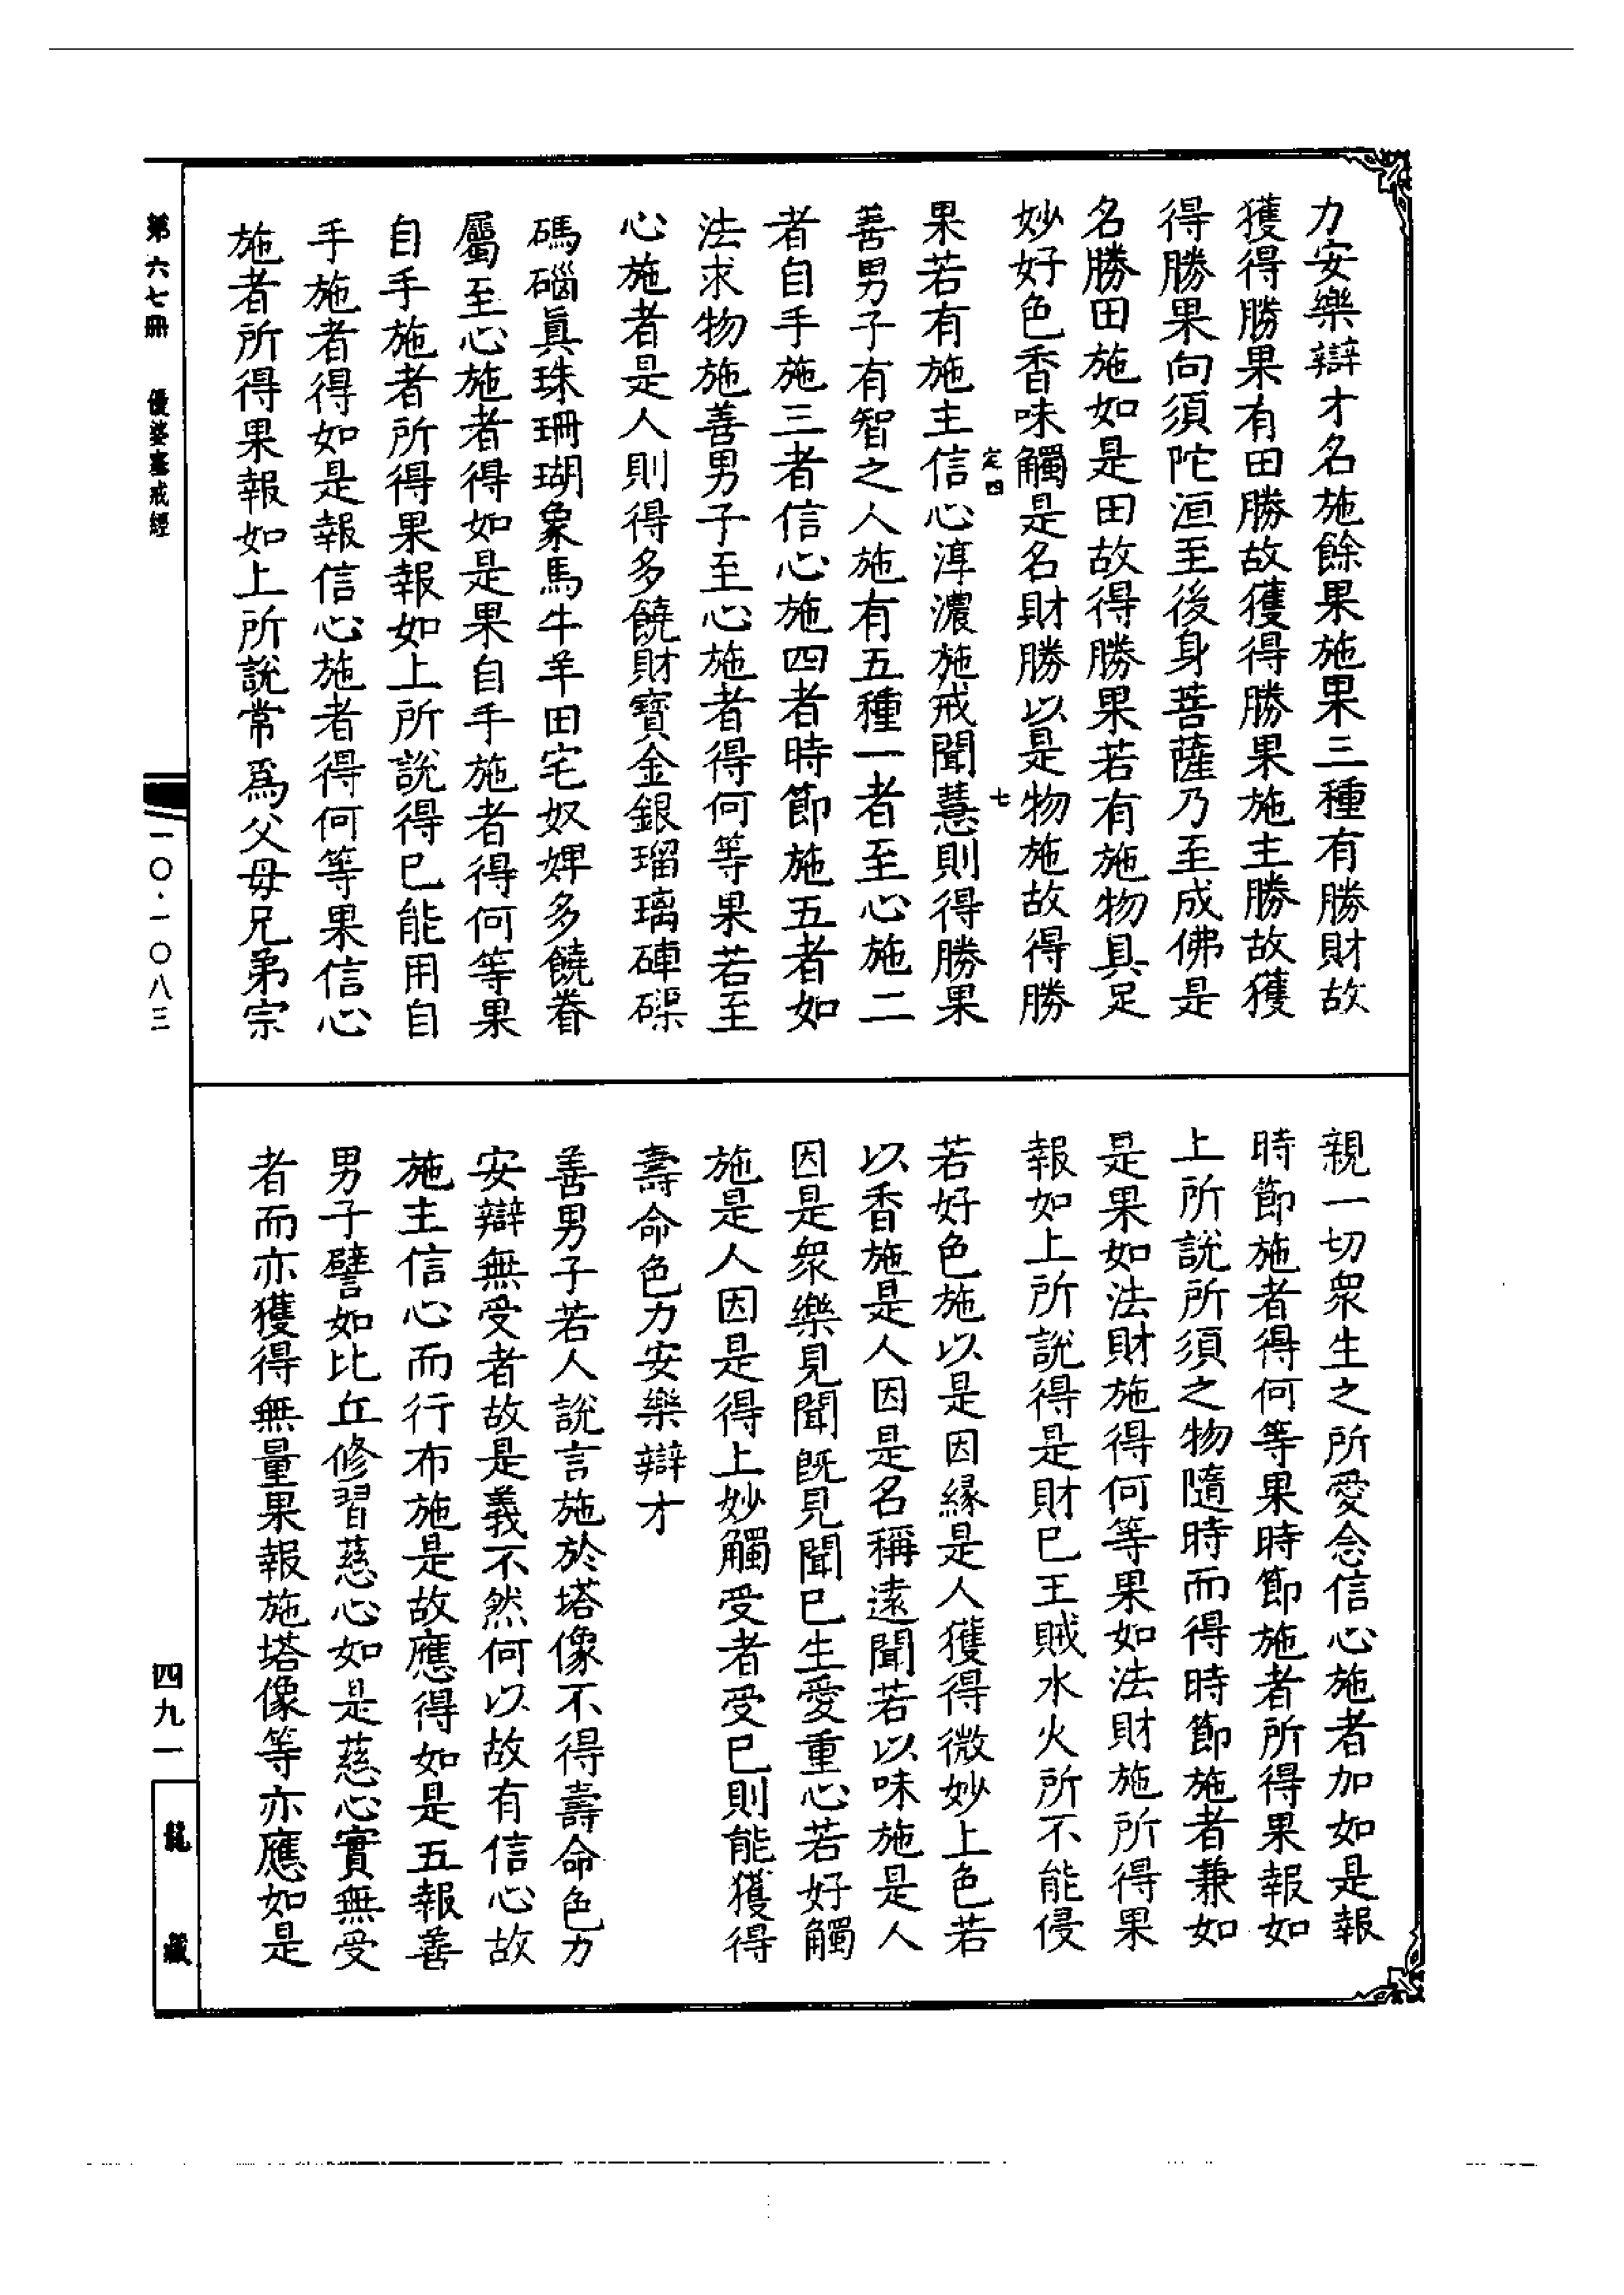 力安樂辯才名施餘果施果三種有勝財故
獲得勝果有田勝故獲得勝果施主勝故獲
得勝果向須陀洹至後身菩薩乃至成佛是
名勝田施如是田故得勝果若有施物具足
妙好色香味觸是名財勝以是物施故得勝
定四
七
果若有施主信心淳濃施戒聞慧則得勝果
善男子有智之人施有五種一者至心施二
者自手施三者信心施四者時節施五者如
法求物施善男子至心施者得何等果若至
心施者是人則得多饒財寶金銀瑠璃硨磲
碼碯眞珠珊瑚象馬牛羊田宅奴婢多饒眷
屬至心施者得如是果自手施者得何等果
自手施者所得果報如上所說得已能用自
手施者得如是報信心施者得何等果信心
施者所得果報如上所說常爲父母兄弟宗
親一切衆生之所愛念信心施者加如是報
時節施者得何等果時節施者所得果報如
上所說所須之物隨時而得時節施者兼如
是果如法財施得何等果如法財施所得果
報如上所說得是財已王賊水火所不能侵
若好色施以是因緣是人獲得微妙上色若
以香施是人因是名稱遠聞若以味施是人
因是衆樂見聞旣見聞已生愛重心若好觸
施是人因是得上妙觸受者受已則能獲得
壽命色力安樂辯才
善男子若人說言施於塔像不得壽命色力
安辯無受者故是義不然何以故有信心故
施主信心而行布施是故應得如是五報善
男子譬如比丘修習慈心如是慈心實無受
者而亦獲得無量果報施塔像等亦應如是
第六七冊 優婆塞戒經
一〇·一〇八三
四九一
龍藏